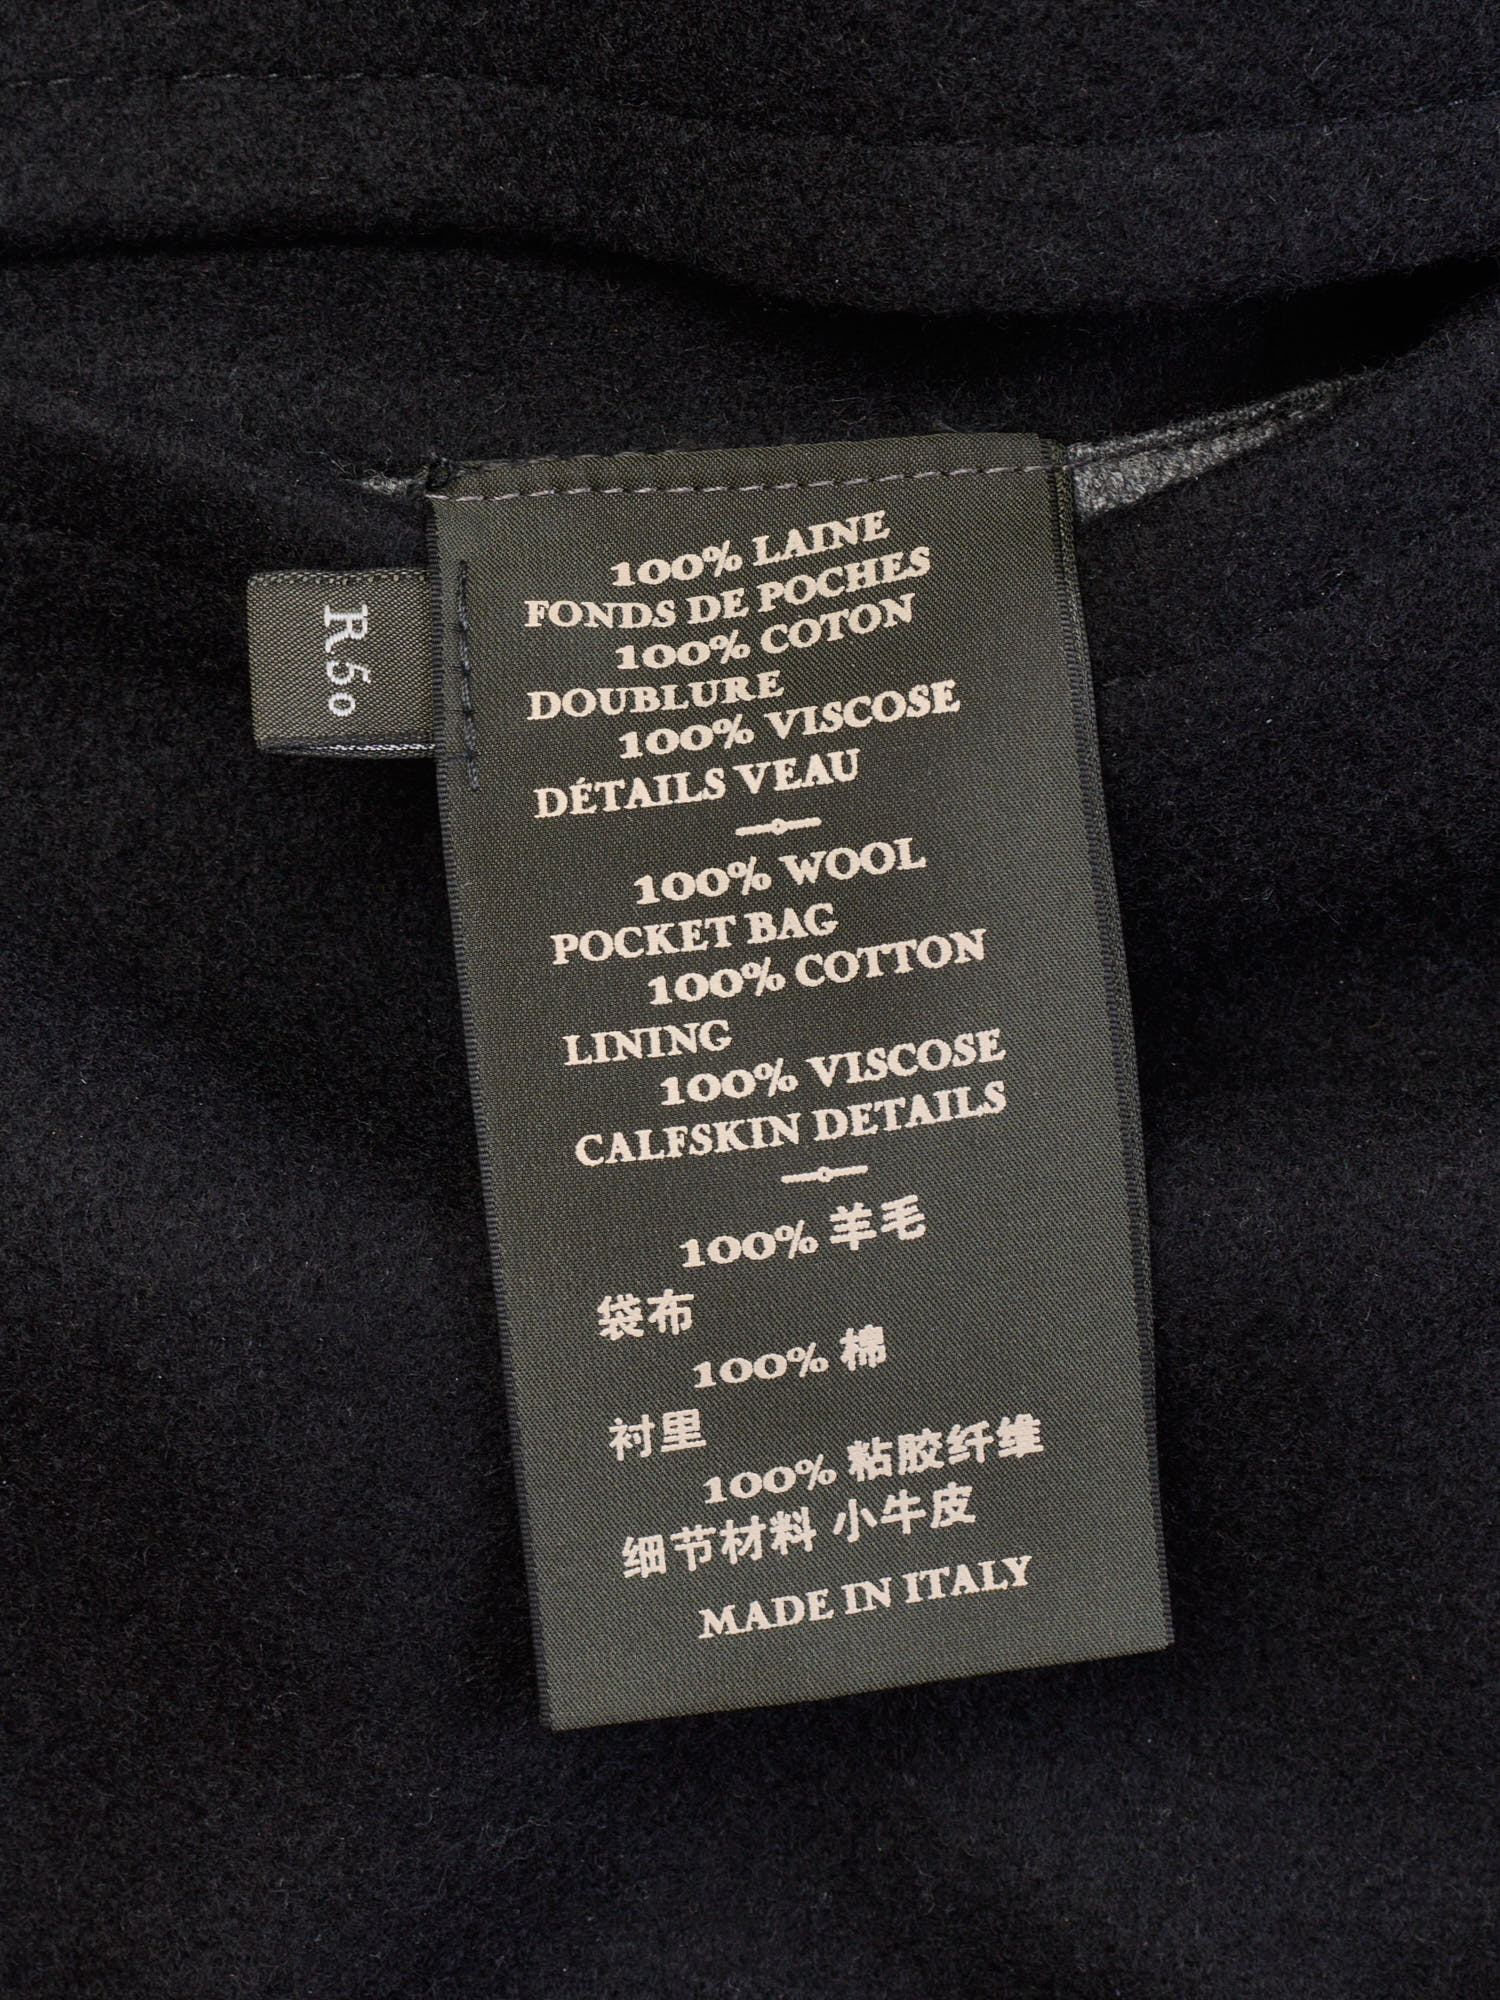 R50
100% LAINE
FONDS DE POCHES
100% COTON
DOUBLURE
100% VISCOSE
DÉTAILS VEAU
100% WOOL
POCKET BAG
100% COTTON
LINING
100% VISCOSE
CALFSKIN DETAILS
100% 羊毛
袋布
100% 棉
衬里
100% 粘胶纤维
细节材料 小牛皮
MADE IN ITALY